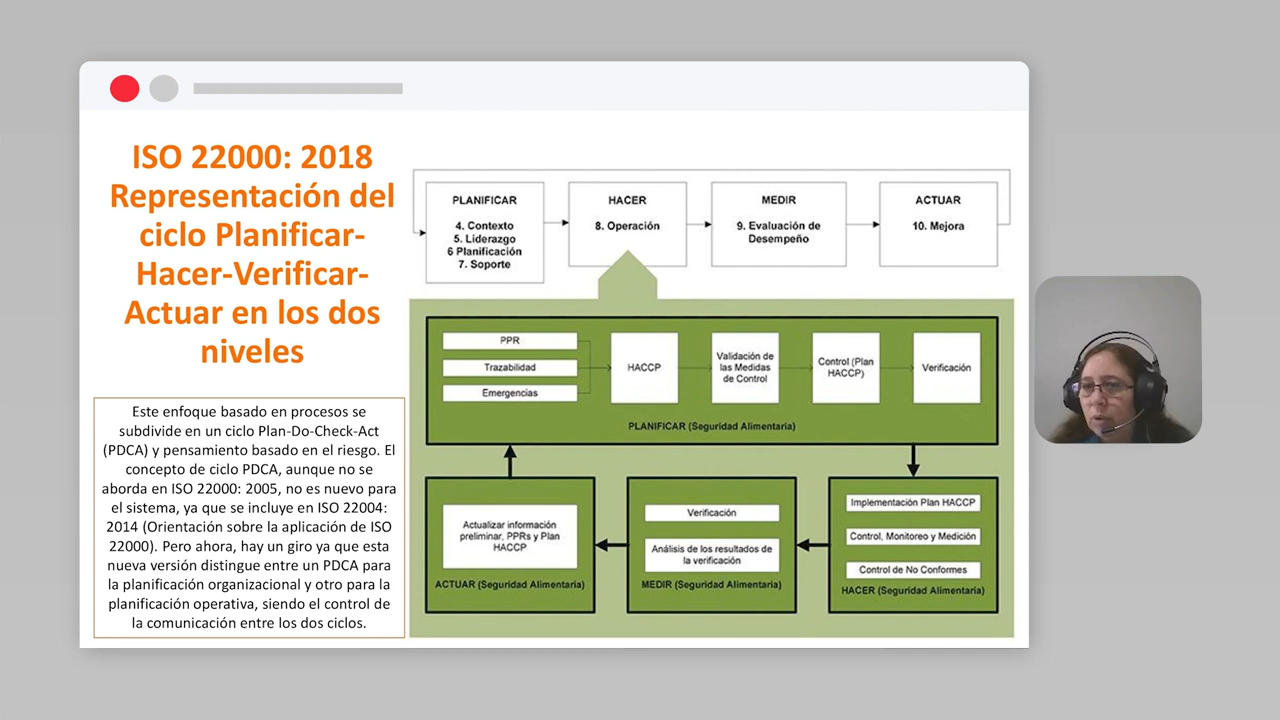 ISO 22000: 2018
Representación del
ciclo Planificar-
Hacer-Verificar-
Actuar en los dos
niveles
Este enfoque basado en procesos se
subdivide en un ciclo Plan-Do-Check-Act
(PDCA) y pensamiento basado en el riesgo. El
concepto de ciclo PDCA, aunque no se
aborda en ISO 22000: 2005, no es nuevo para
el sistema, ya que se incluye en ISO 22004:
2014 (Orientación sobre la aplicación de ISO
22000). Pero ahora, hay un giro ya que esta
nueva versión distingue entre un PDCA para
la planificación organizacional y otro para la
planificación operativa, siendo el control de
la comunicación entre los dos ciclos.
PLANIFICAR
4. Contexto
5. Liderazgo
6 Planificación
7. Soporte
HACER
8. Operación
MEDIR
9. Evaluación de
Desempeño
ACTUAR
10. Mejora
PPR
Trazabilidad
Emergencias
HACCP
Validación de
las Medidas
de Control
Control (Plan
HACCP)
Verificación
PLANIFICAR (Seguridad Alimentaria)
Actualizar información
preliminar, PPRs y Plan
HACCP
ACTUAR (Seguridad Alimentaria)
Verificación
Análisis de los resultados de
la verificación
MEDIR (Seguridad Alimentaria)
Implementación Plan HACCP
Control, Monitoreo y Medición
Control de No Conformes
HACER (Seguridad Alimentaria)